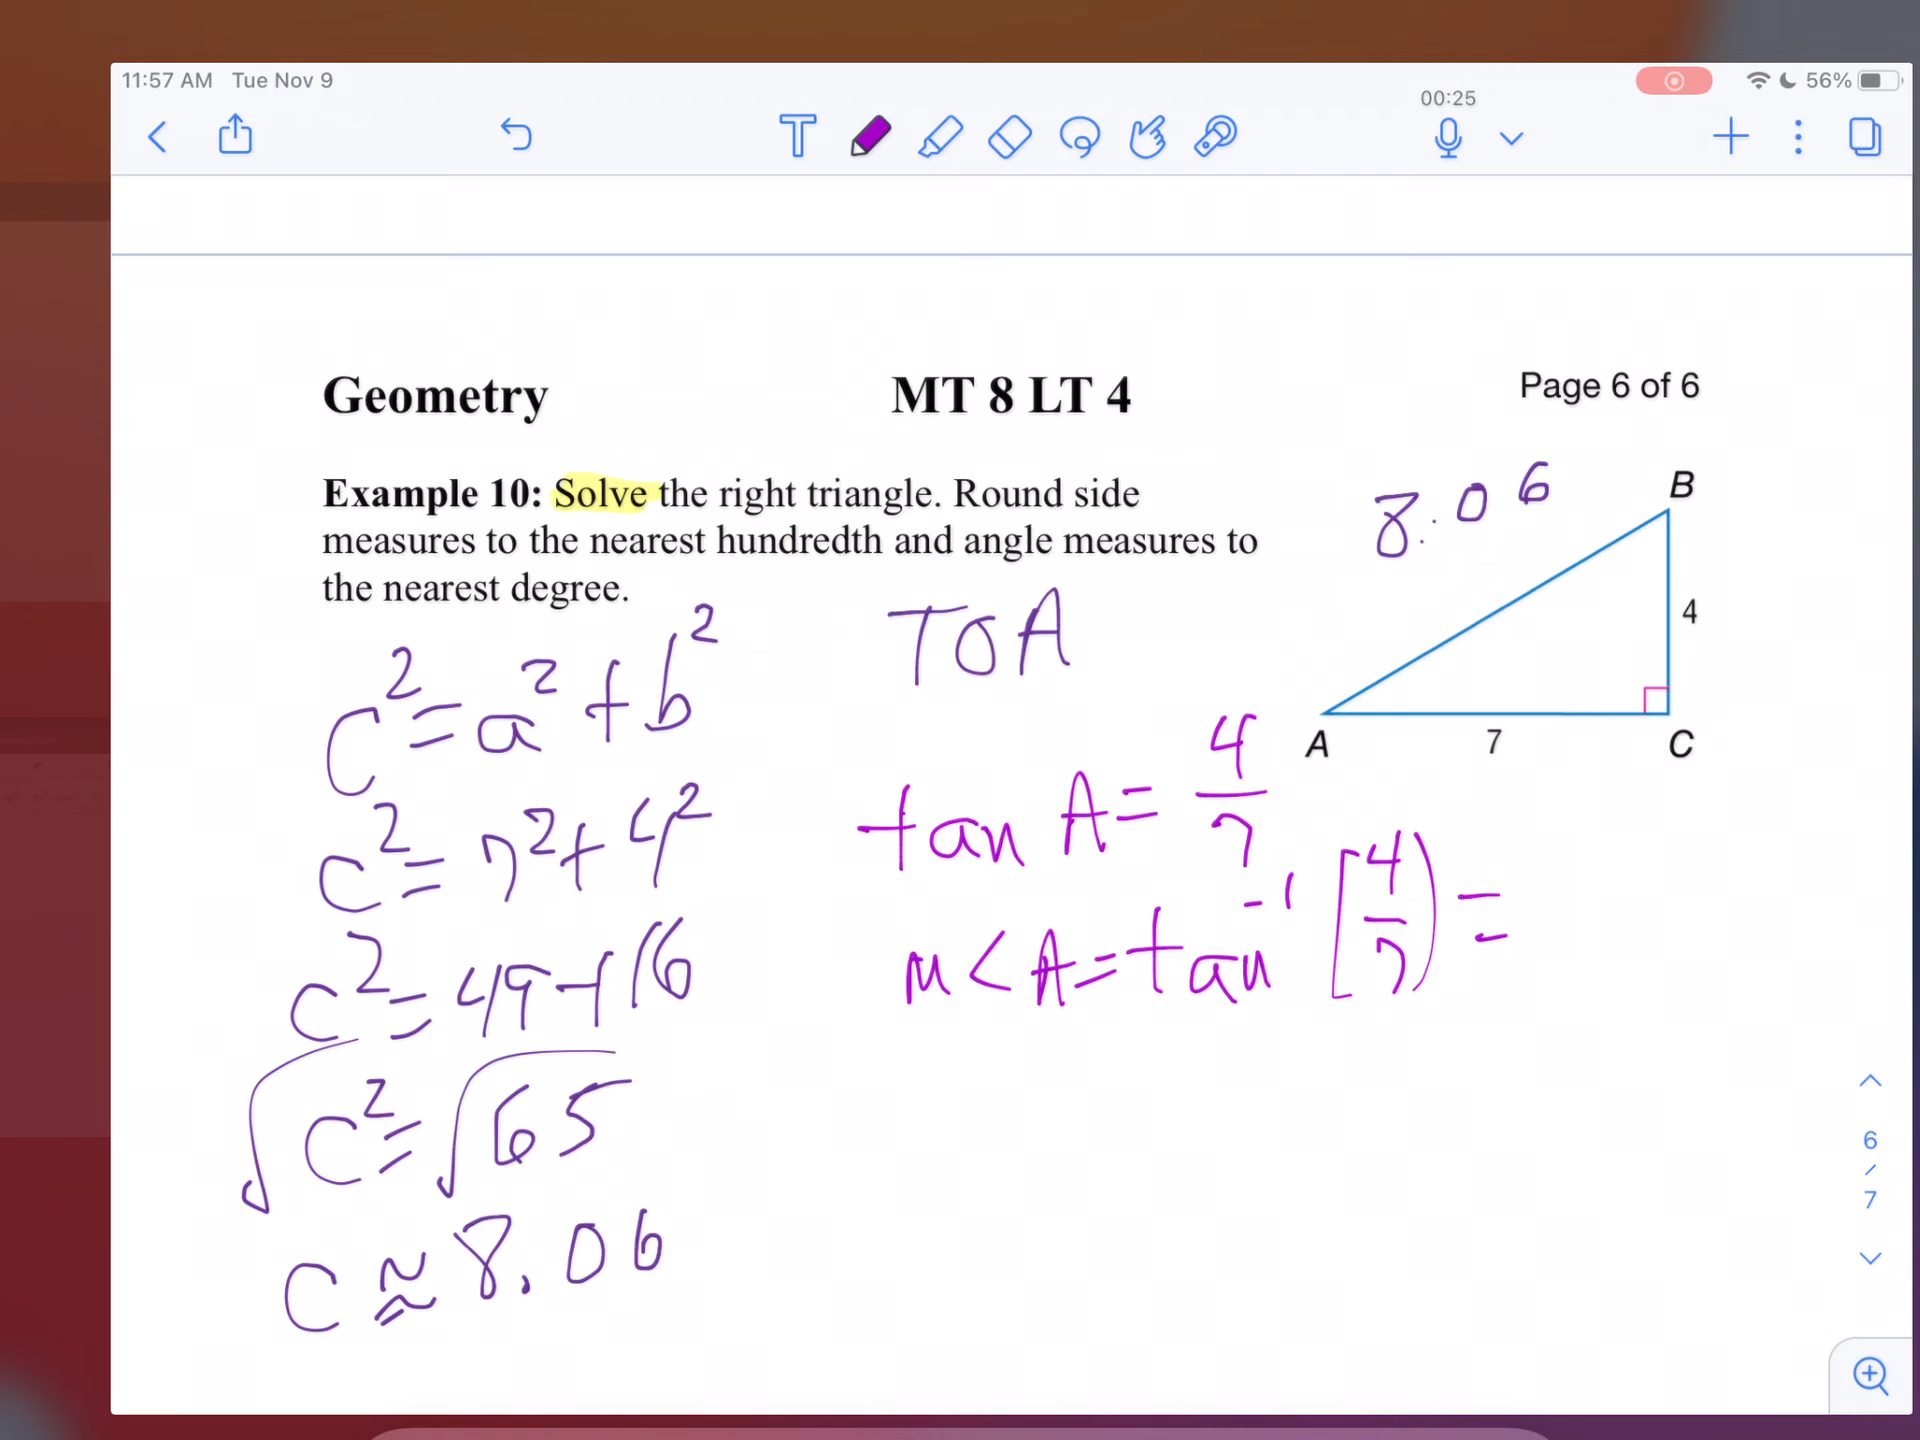 11:57 AM Tue Nov 9
56%
00:25
Geometry MT 8 LT 4 Page 6 of 6
Example 10: Solve the right triangle. Round side
measures to the nearest hundredth and angle measures to
the nearest degree.
8.06
B
4
A
7
C
c² = a² + b²
c² = 7² + 4²
c² = 49 + 16
√c² = √65
c ≈ 8.06
TOA
tan A = 4/7
m < A = tan⁻¹ [4/7) =
6
/
7